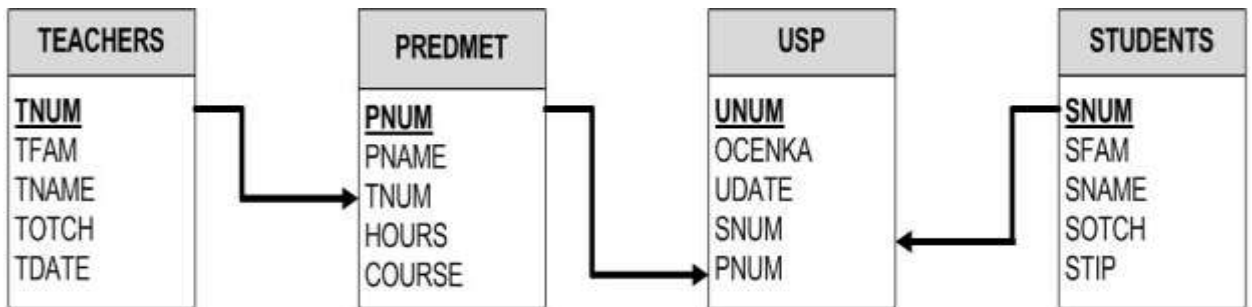 TEACHERS
TNUM
TFAM
TNAME
TOTCH
TDATE
PREDMET
PNUM
PNAME
TNUM
HOURS
COURSE
USP
UNUM
OCENKA
UDATE
SNUM
PNUM
STUDENTS
SNUM
SFAM
SNAME
SOTCH
STIP